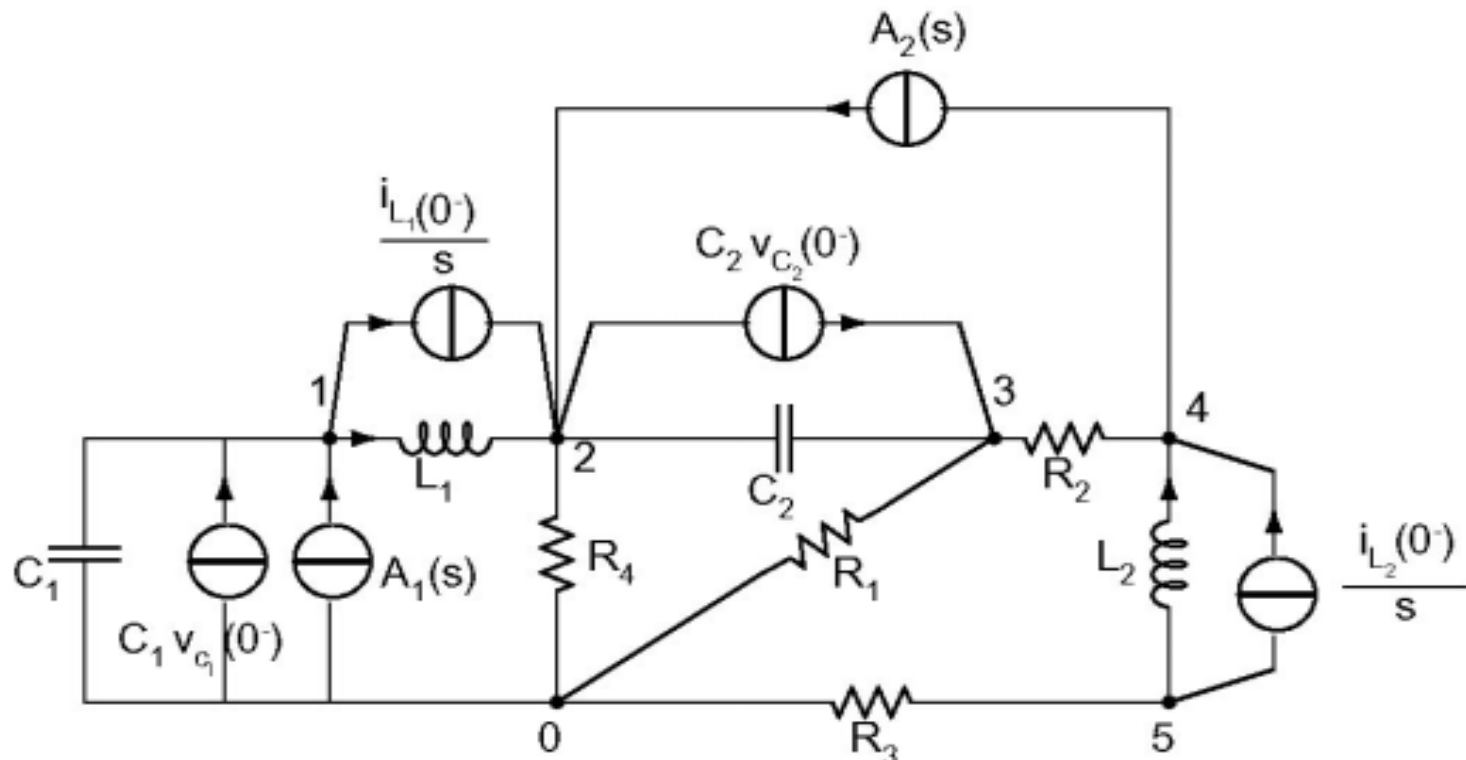 A₂(s)
i_L₁(0⁻)
s
C₂ v_C₂(0⁻)
1
3
4
2
L₁
C₂
R₂
C₁
A₁(s)
R₄
R₁
L₂
i_L₂(0⁻)
s
C₁ v_c₁(0⁻)
0
R₃
5